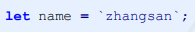 let name = `zhangsan`;